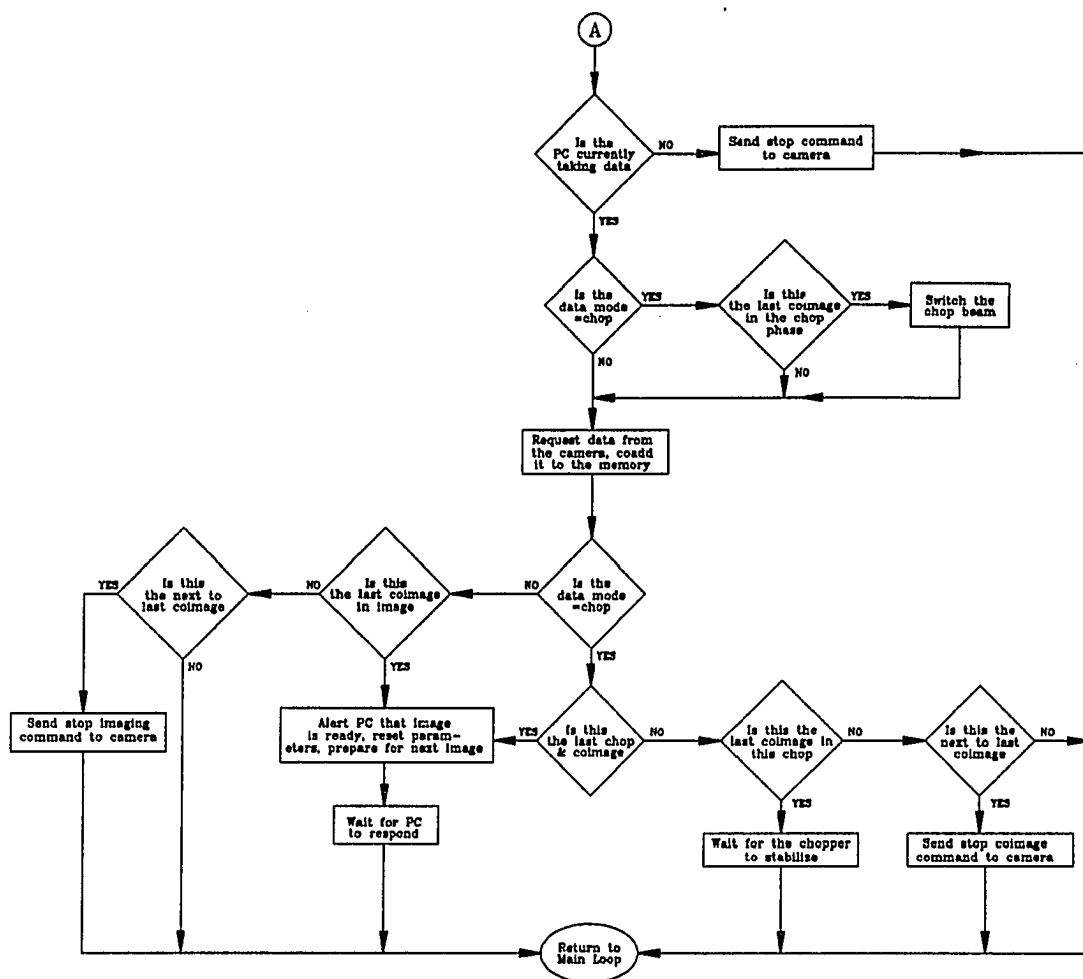 A
Is the
PC currently
taking data
NO
Send stop command
to camera
YES
Is the
data mode
=chop
YES
Is this
the last coimage
in the chop
phase
YES
Switch the
chop beam
NO
NO
Request data from
the camera, coadd
it to the memory
YES
Is this
the next to
last coimage
NO
Is this
the last coimage
in image
NO
Is the
data mode
=chop
NO
YES
YES
Send stop imaging
command to camera
Alert PC that image
is ready, reset param-
eters, prepare for next image
YES
Is this
the last chop
& coimage
NO
Is this the
last coimage in
this chop
NO
Is this the
next to last
coimage
NO
YES
YES
Wait for PC
to respond
Wait for the chopper
to stabilize
Send stop coimage
command to camera
Return to
Main Loop